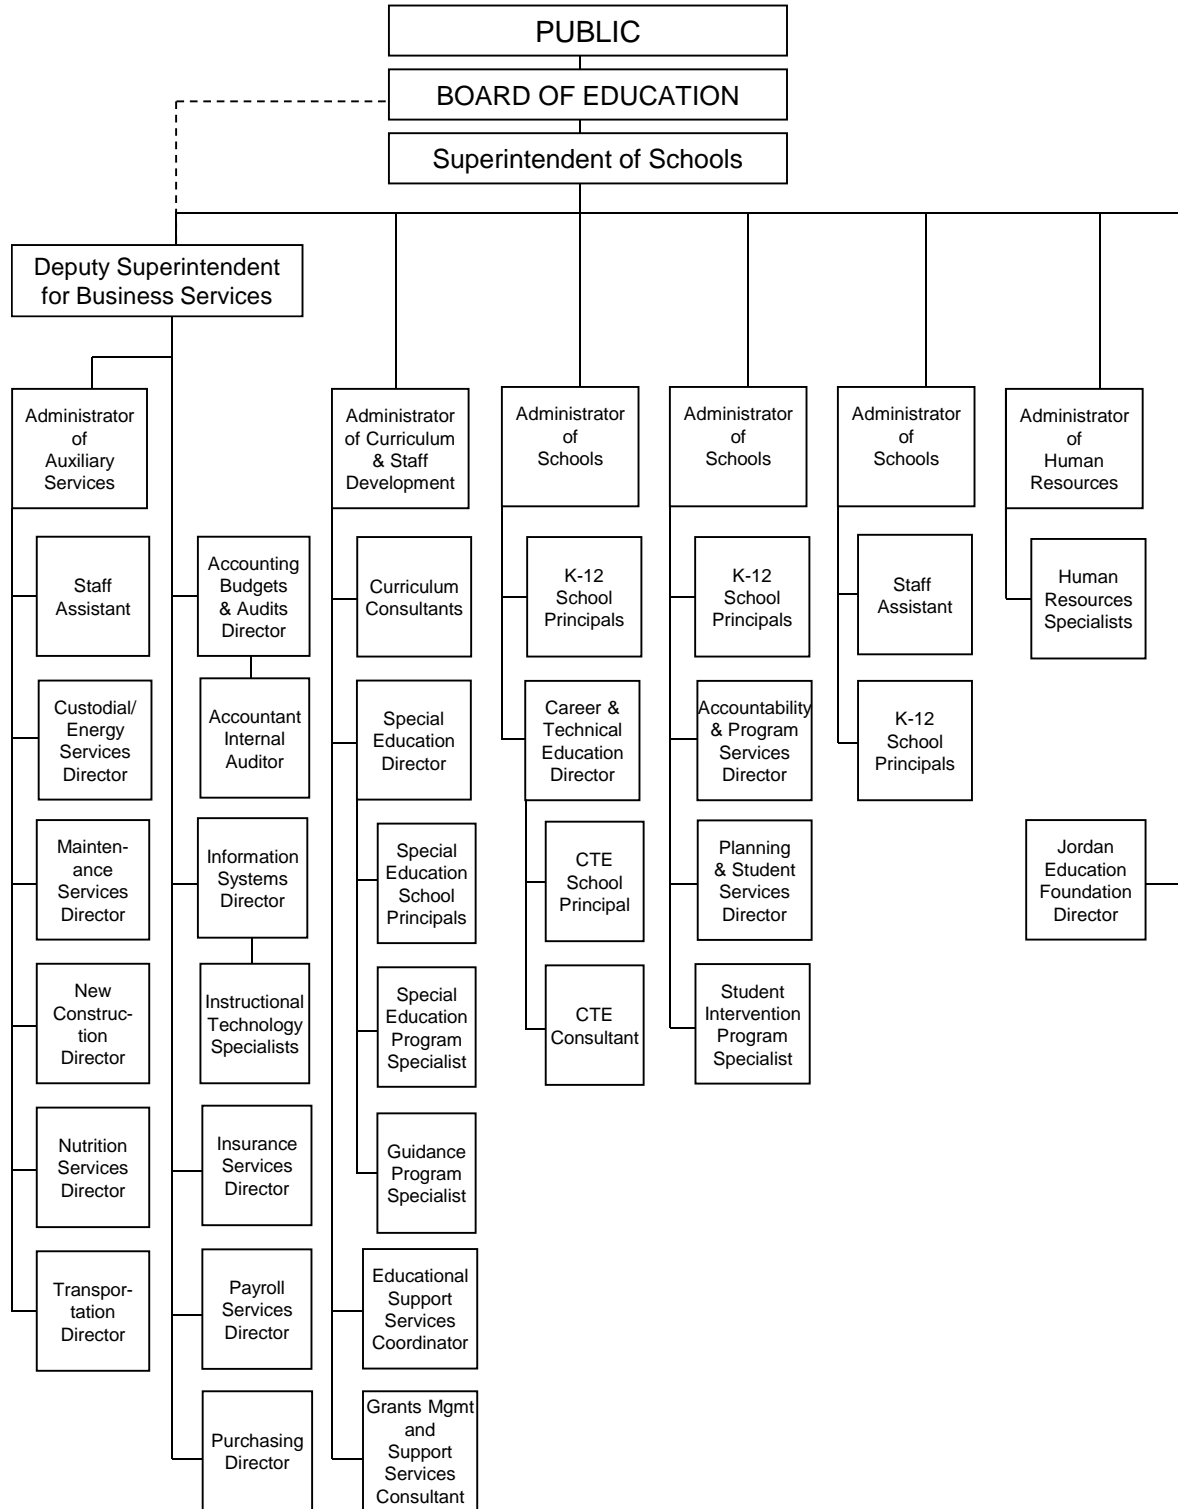 PUBLIC
BOARD OF EDUCATION
Superintendent of Schools
Deputy Superintendent
for Business Services
Administrator
of
Auxiliary
Services
Administrator
of Curriculum
& Staff
Development
Administrator
of
Schools
Administrator
of
Schools
Administrator
of
Schools
Administrator
of
Human
Resources
Staff
Assistant
Accounting
Budgets
& Audits
Director
Curriculum
Consultants
K-12
School
Principals
K-12
School
Principals
Staff
Assistant
Human
Resources
Specialists
Custodial/
Energy
Services
Director
Accountant
Internal
Auditor
Special
Education
Director
Career &
Technical
Education
Director
Accountability
& Program
Services
Director
K-12
School
Principals
Mainten-
ance
Services
Director
Information
Systems
Director
Special
Education
School
Principals
CTE
School
Principal
Planning
& Student
Services
Director
Jordan
Education
Foundation
Director
New
Construc-
tion
Director
Instructional
Technology
Specialists
Special
Education
Program
Specialist
CTE
Consultant
Student
Intervention
Program
Specialist
Nutrition
Services
Director
Insurance
Services
Director
Guidance
Program
Specialist
Transpor-
tation
Director
Payroll
Services
Director
Educational
Support
Services
Coordinator
Purchasing
Director
Grants Mgmt
and
Support
Services
Consultant